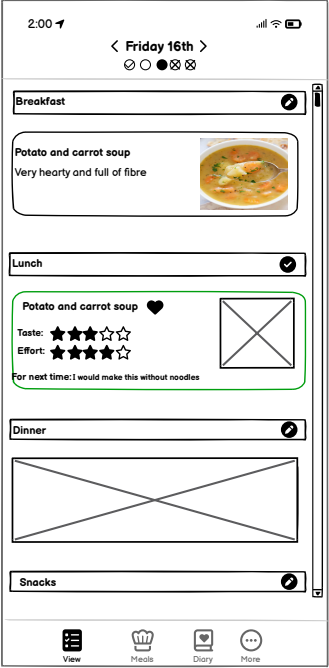 2:00
Friday 16th
Breakfast
Potato and carrot soup
Very hearty and full of fibre
Lunch
Potato and carrot soup
Taste:
Effort:
For next time: I would make this without noodles
Dinner
Snacks
View Meals Diary More